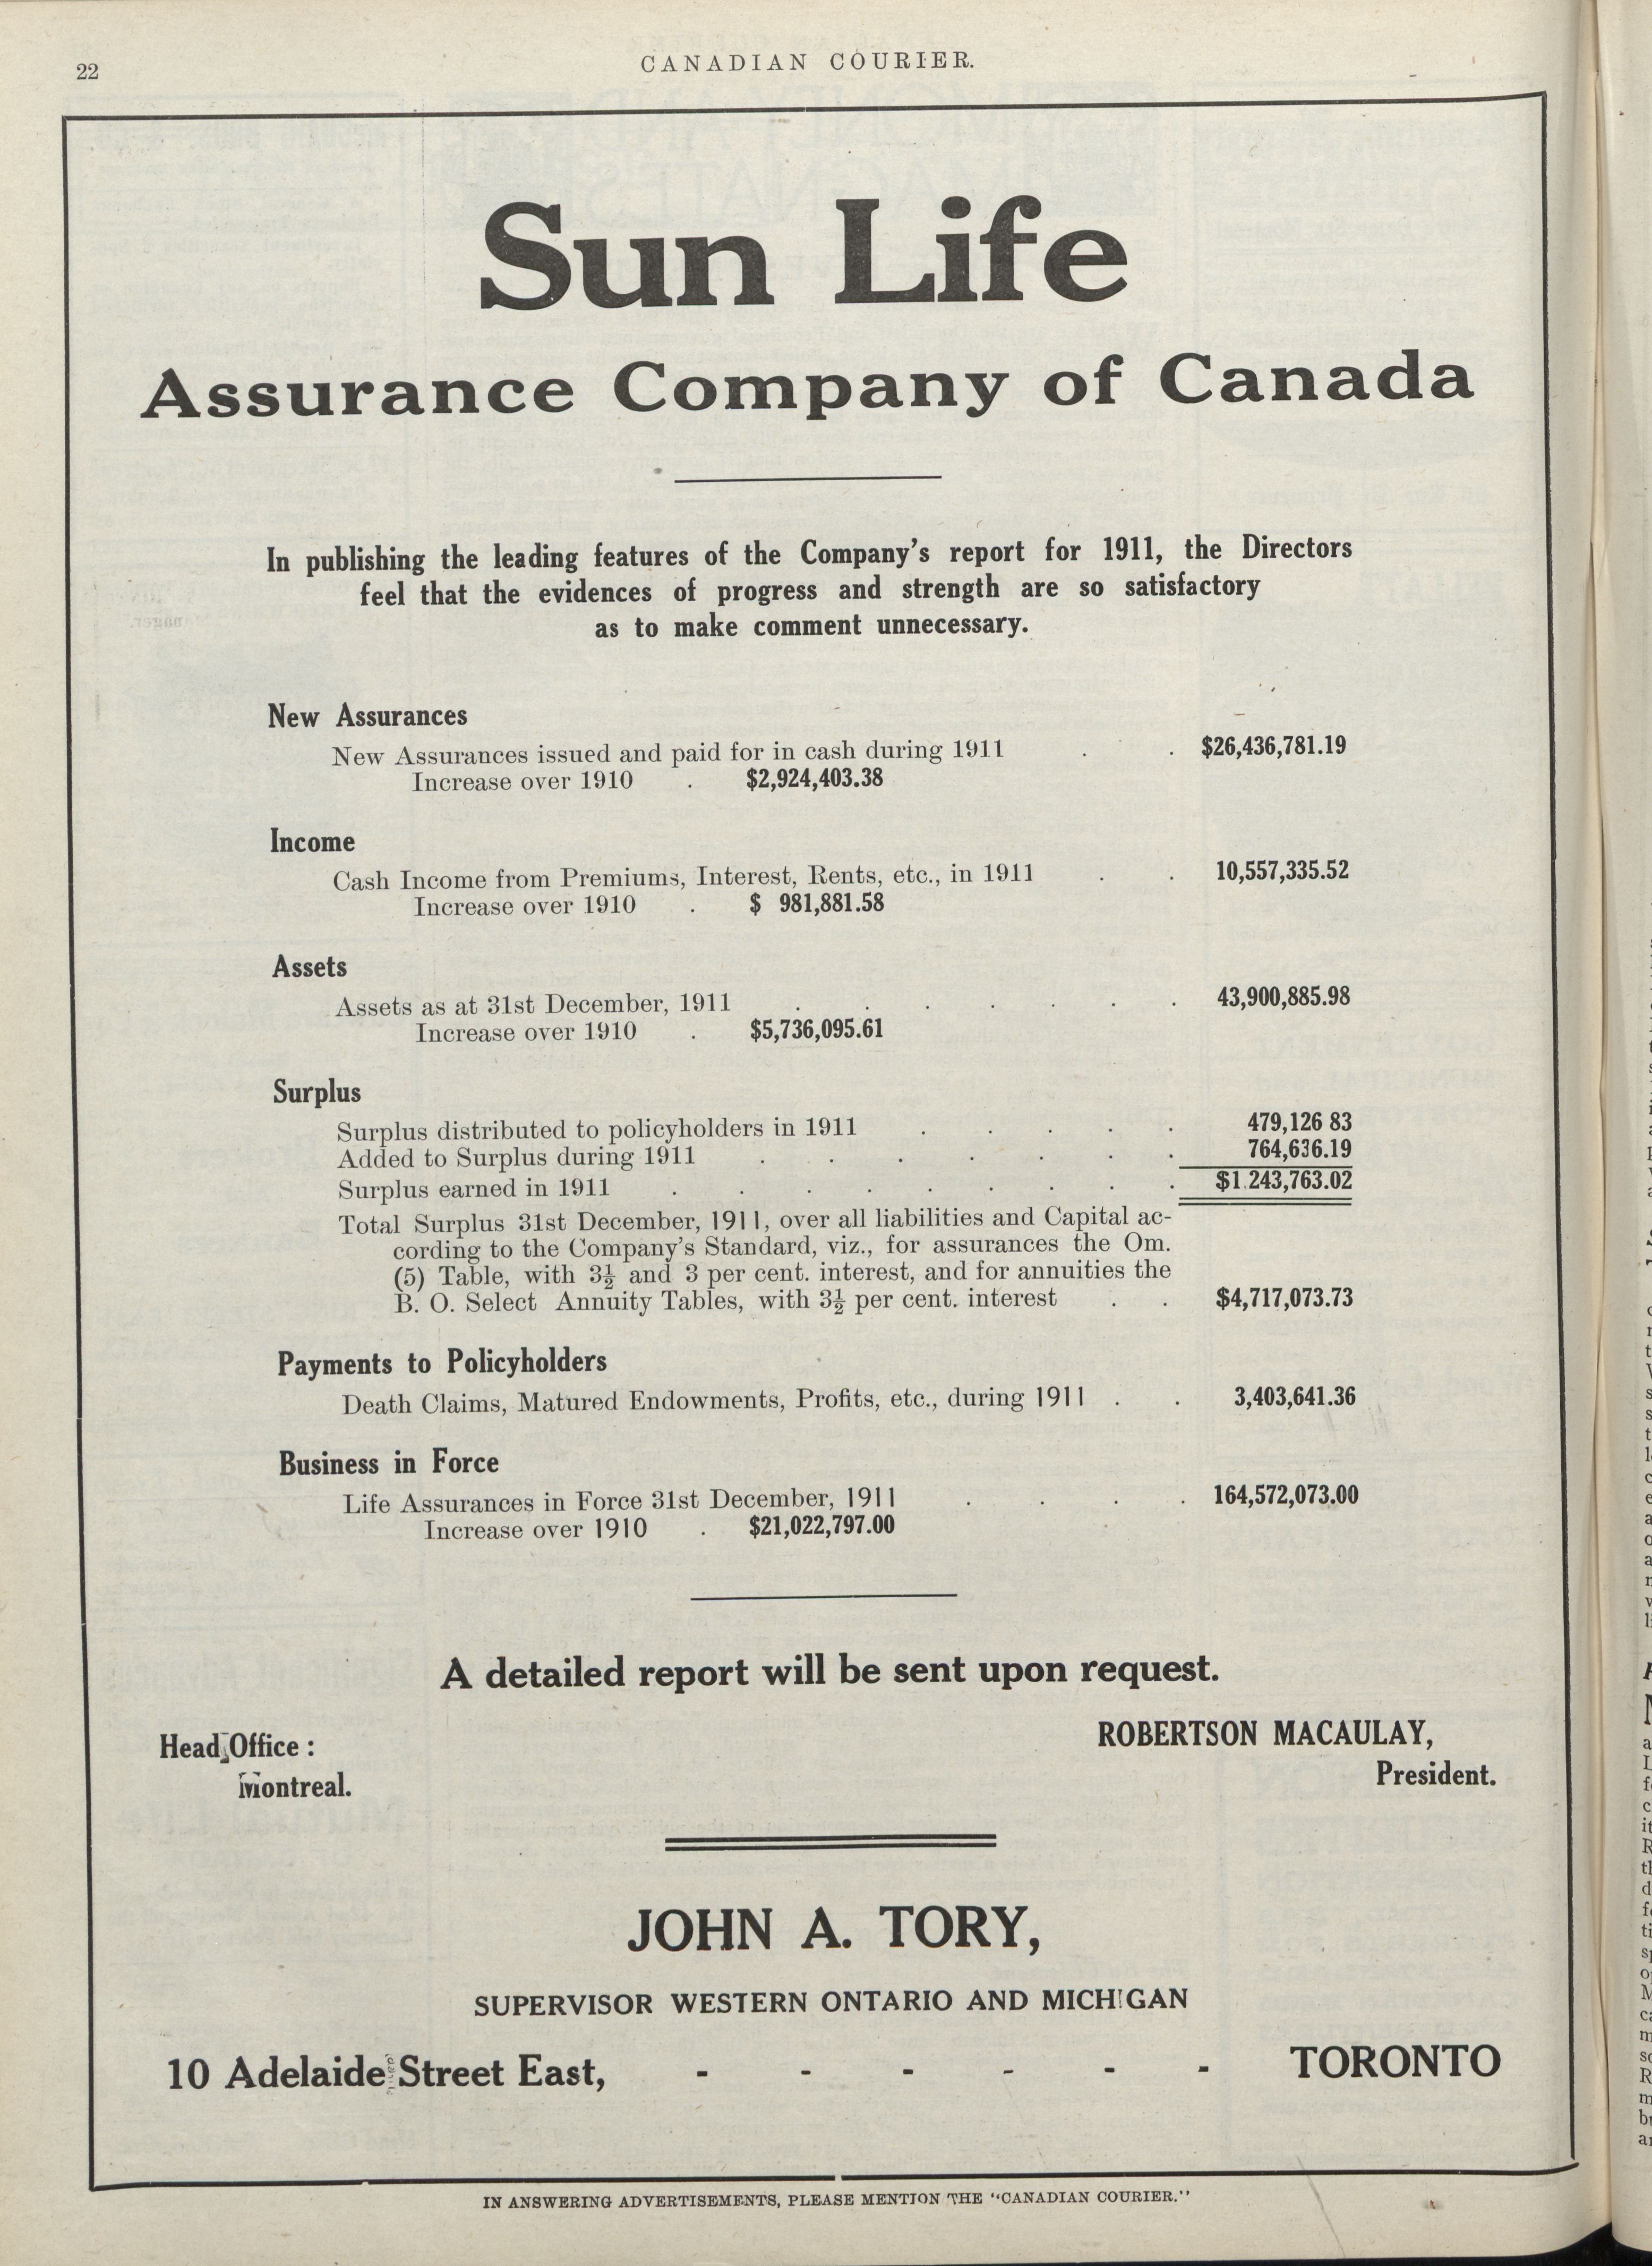 22
CANADIAN COURIER.
Sun Life
Assurance Company of Canada
In publishing the leading features of the Company's report for 1911, the Directors
feel that the evidences of progress and strength are so satisfactory
as to make comment unnecessary.
New Assurances
New Assurances issued and paid for in cash during 1911 . . $26,436,781.19
Increase over 1910 . $2,924,403.38
Income
Cash Income from Premiums, Interest, Rents, etc., in 1911 . . 10,557,335.52
Increase over 1910 . $ 981,881.58
Assets
Assets as at 31st December, 1911 . . . . . . . 43,900,885.98
Increase over 1910 . $5,736,095.61
Surplus
Surplus distributed to policyholders in 1911 . . . . . 479,126 83
Added to Surplus during 1911 . . . . . . . 764,636.19
Surplus earned in 1911 . . . . . . . . $1.243,763.02
Total Surplus 31st December, 1911, over all liabilities and Capital ac-
cording to the Company's Standard, viz., for assurances the Om.
(5) Table, with 3½ and 3 per cent. interest, and for annuities the
B. O. Select Annuity Tables, with 3½ per cent. interest . . $4,717,073.73
Payments to Policyholders
Death Claims, Matured Endowments, Profits, etc., during 1911 . . 3,403,641.36
Business in Force
Life Assurances in Force 31st December, 1911 . . . . 164,572,073.00
Increase over 1910 . $21,022,797.00
A detailed report will be sent upon request.
Head Office :
Montreal.
ROBERTSON MACAULAY,
President.
JOHN A. TORY,
SUPERVISOR WESTERN ONTARIO AND MICHIGAN
10 Adelaide Street East, - - - - - - TORONTO
IN ANSWERING ADVERTISEMENTS, PLEASE MENTION THE "CANADIAN COURIER."